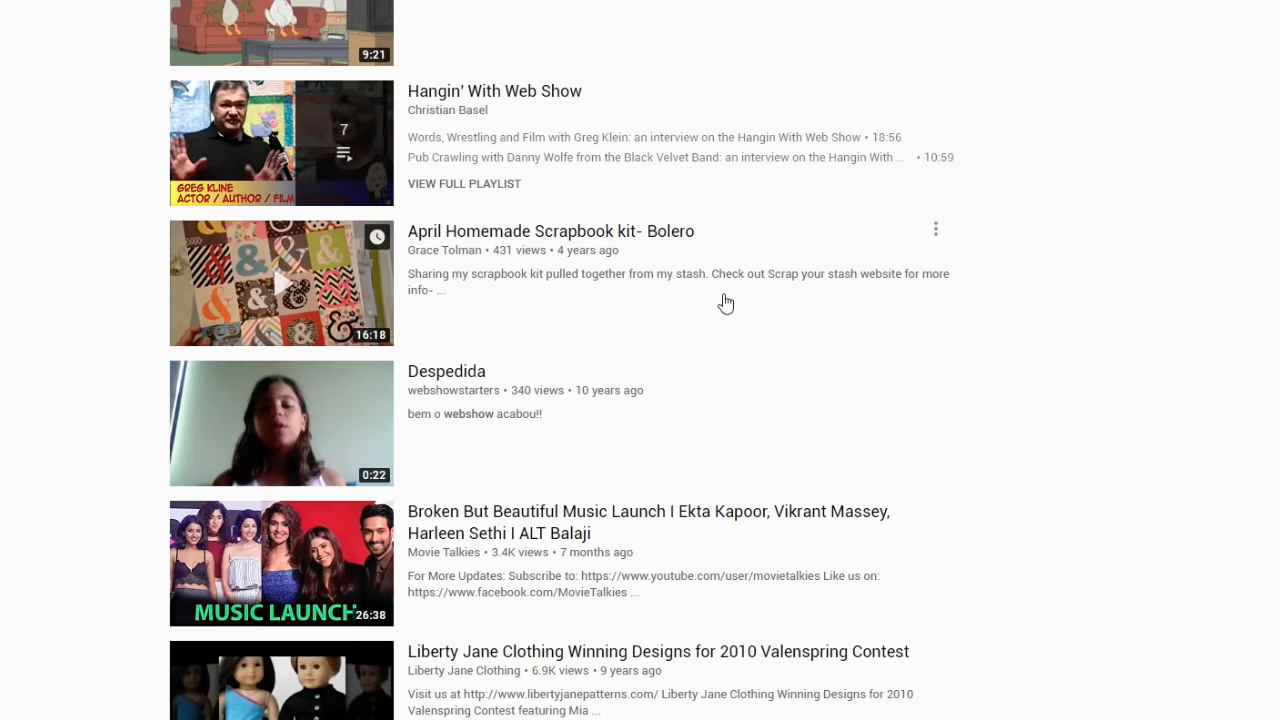 9:21
7
GREG KLINE
ACTOR / AUTHOR / FILM
Hangin' With Web Show
Christian Basel
Words, Wrestling and Film with Greg Klein: an interview on the Hangin With Web Show • 18:56
Pub Crawling with Danny Wolfe from the Black Velvet Band: an interview on the Hangin With ... • 10:59
VIEW FULL PLAYLIST
16:18
April Homemade Scrapbook kit- Bolero
Grace Tolman • 431 views • 4 years ago
Sharing my scrapbook kit pulled together from my stash. Check out Scrap your stash website for more
info- ...
0:22
Despedida
webshowstarters • 340 views • 10 years ago
bem o webshow acabou!!
MUSIC LAUNCH
26:38
Broken But Beautiful Music Launch I Ekta Kapoor, Vikrant Massey,
Harleen Sethi I ALT Balaji
Movie Talkies • 3.4K views • 7 months ago
For More Updates: Subscribe to: https://www.youtube.com/user/movietalkies Like us on:
https://www.facebook.com/MovieTalkies ...
Liberty Jane Clothing Winning Designs for 2010 Valenspring Contest
Liberty Jane Clothing • 6.9K views • 9 years ago
Visit us at http://www.libertyjanepatterns.com/ Liberty Jane Clothing Winning Designs for 2010
Valenspring Contest featuring Mia ...